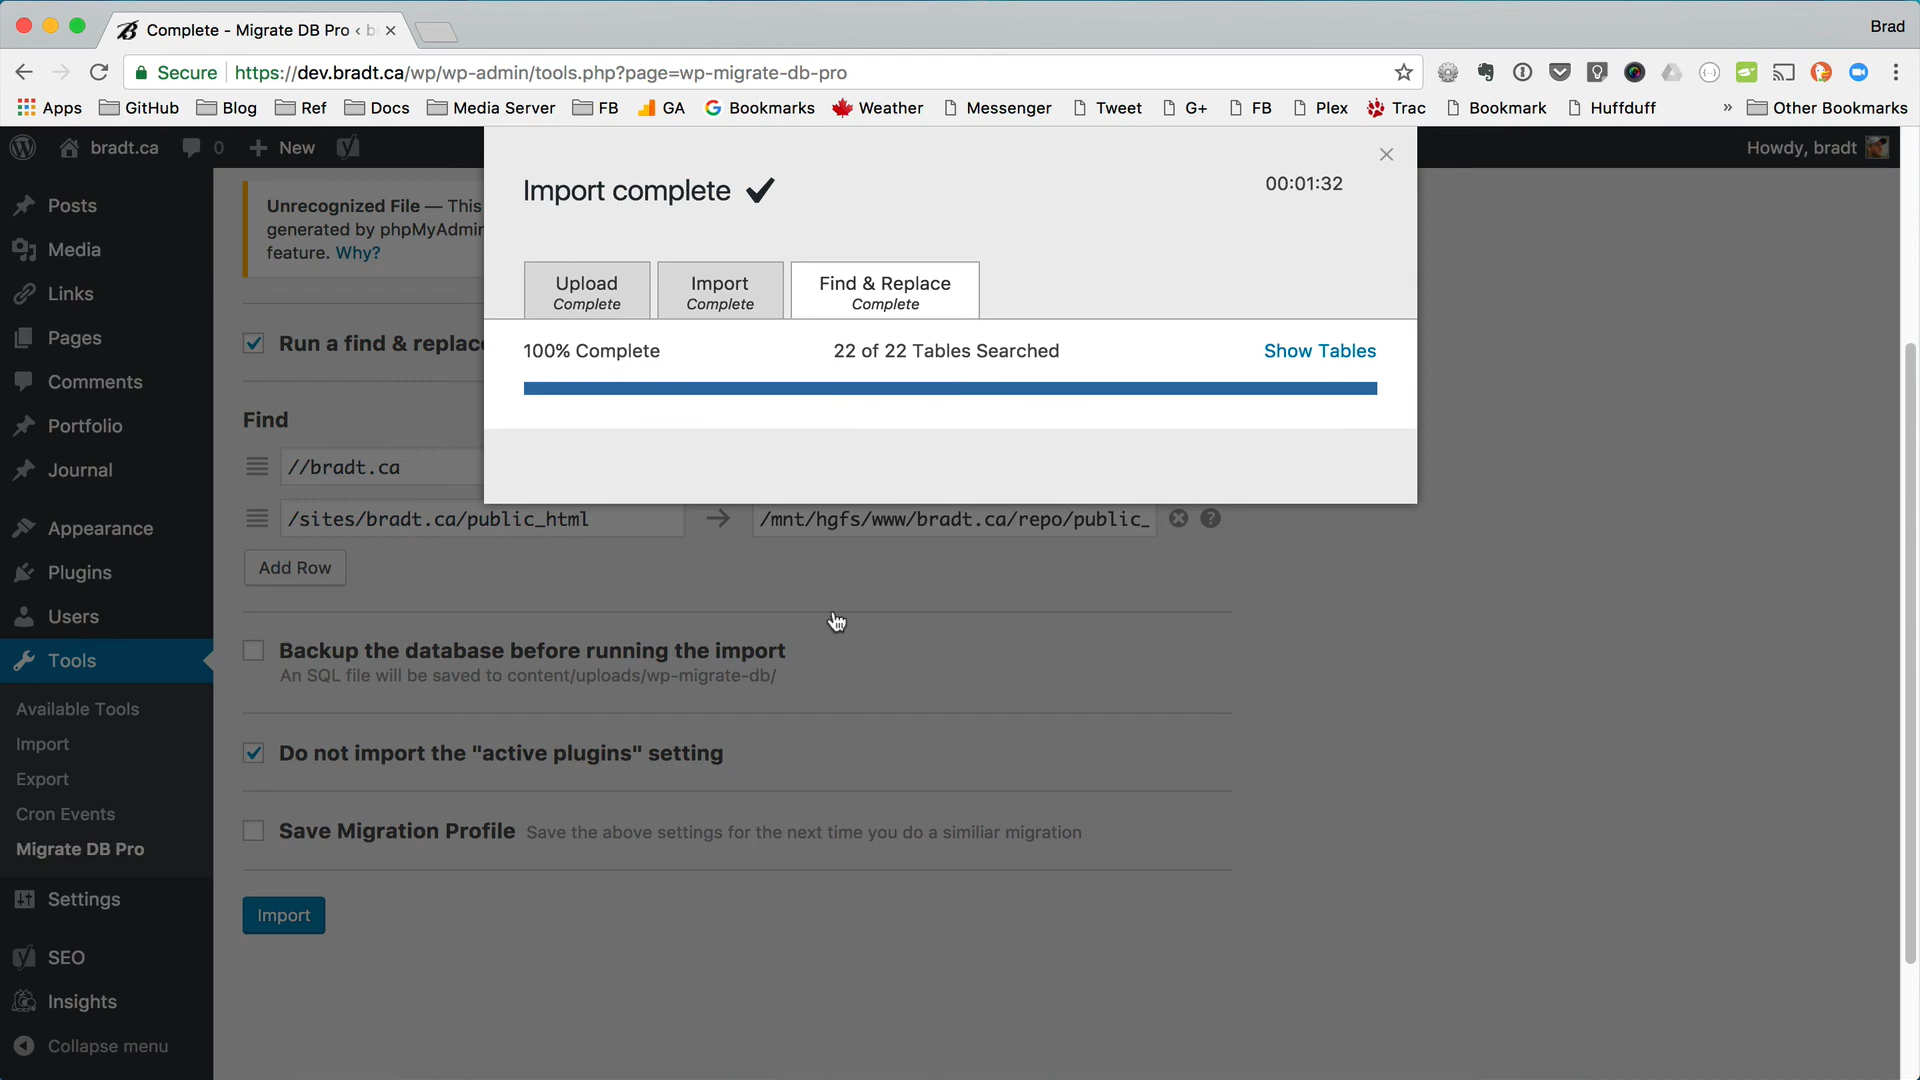 Complete - Migrate DB Pro ‹ b
Brad
Secure
https://dev.bradt.ca/wp/wp-admin/tools.php?page=wp-migrate-db-pro
Apps GitHub Blog Ref Docs Media Server FB GA Bookmarks Weather Messenger Tweet G+ FB Plex Trac Bookmark Huffduff » Other Bookmarks
bradt.ca 0 New
Howdy, bradt
Posts
Media
Links
Pages
Comments
Portfolio
Journal
Appearance
Plugins
Users
Tools
Available Tools
Import
Export
Cron Events
Migrate DB Pro
Settings
SEO
Insights
Collapse menu
Unrecognized File — This
generated by phpMyAdmin
feature. Why?
Run a find & replace
Find
//bradt.ca
/sites/bradt.ca/public_html
/mnt/hgfs/www/bradt.ca/repo/public_
Add Row
Backup the database before running the import
An SQL file will be saved to content/uploads/wp-migrate-db/
Do not import the "active plugins" setting
Save Migration Profile Save the above settings for the next time you do a similiar migration
Import
Import complete
00:01:32
Upload
Complete
Import
Complete
Find & Replace
Complete
100% Complete
22 of 22 Tables Searched
Show Tables